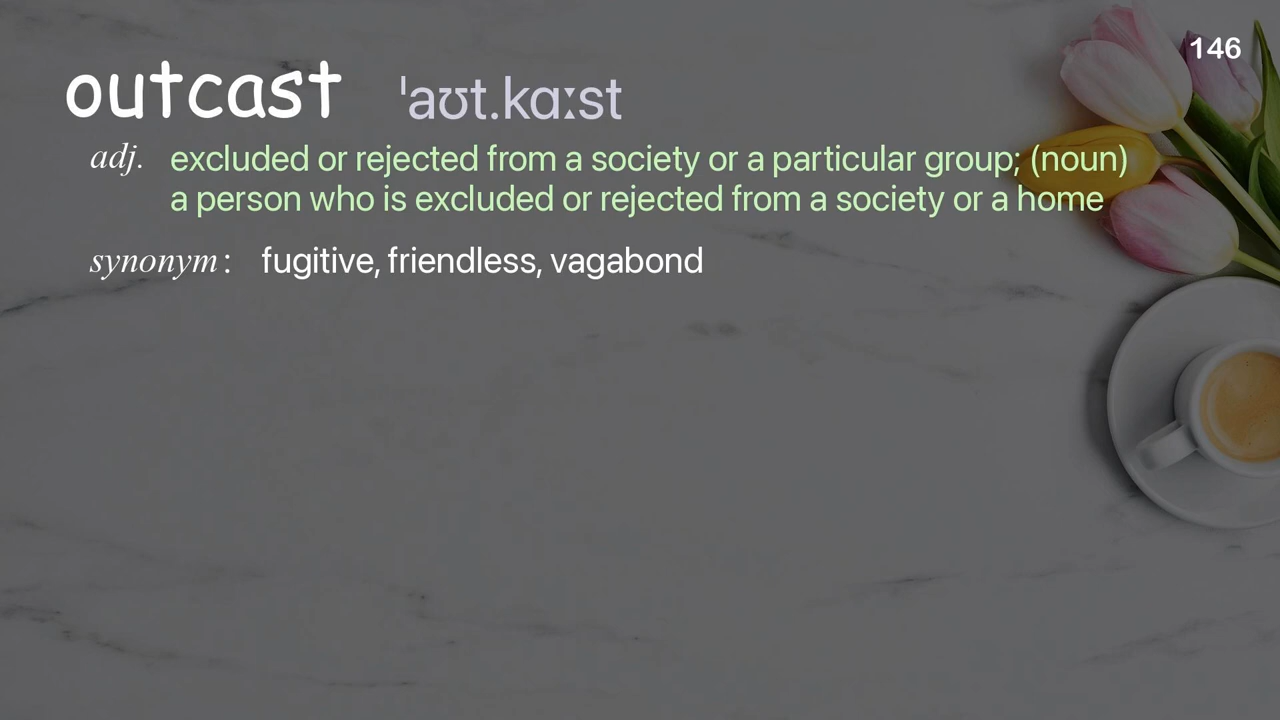 146
outcast ˈaʊt.kɑːst
adj. excluded or rejected from a society or a particular group; (noun)
a person who is excluded or rejected from a society or a home
synonym : fugitive, friendless, vagabond